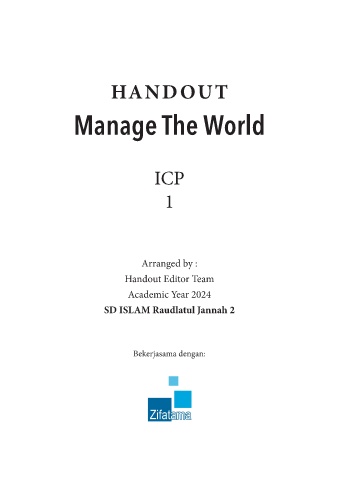 HANDOUT
Manage The World
ICP
1
Arranged by :
Handout Editor Team
Academic Year 2024
SD ISLAM Raudlatul Jannah 2
Bekerjasama dengan:
Zifatama